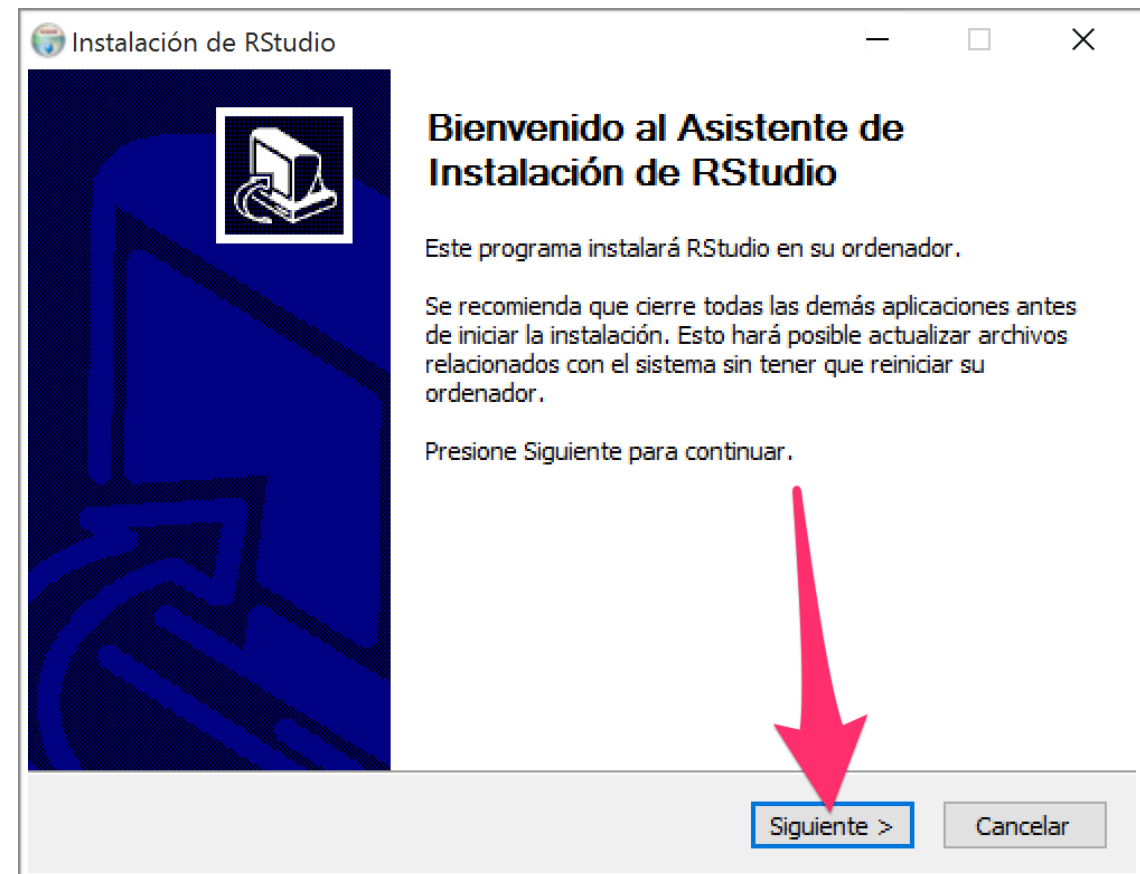 Instalación de RStudio
Bienvenido al Asistente de
Instalación de RStudio
Este programa instalará RStudio en su ordenador.
Se recomienda que cierre todas las demás aplicaciones antes
de iniciar la instalación. Esto hará posible actualizar archivos
relacionados con el sistema sin tener que reiniciar su
ordenador.
Presione Siguiente para continuar.
Siguiente >
Cancelar